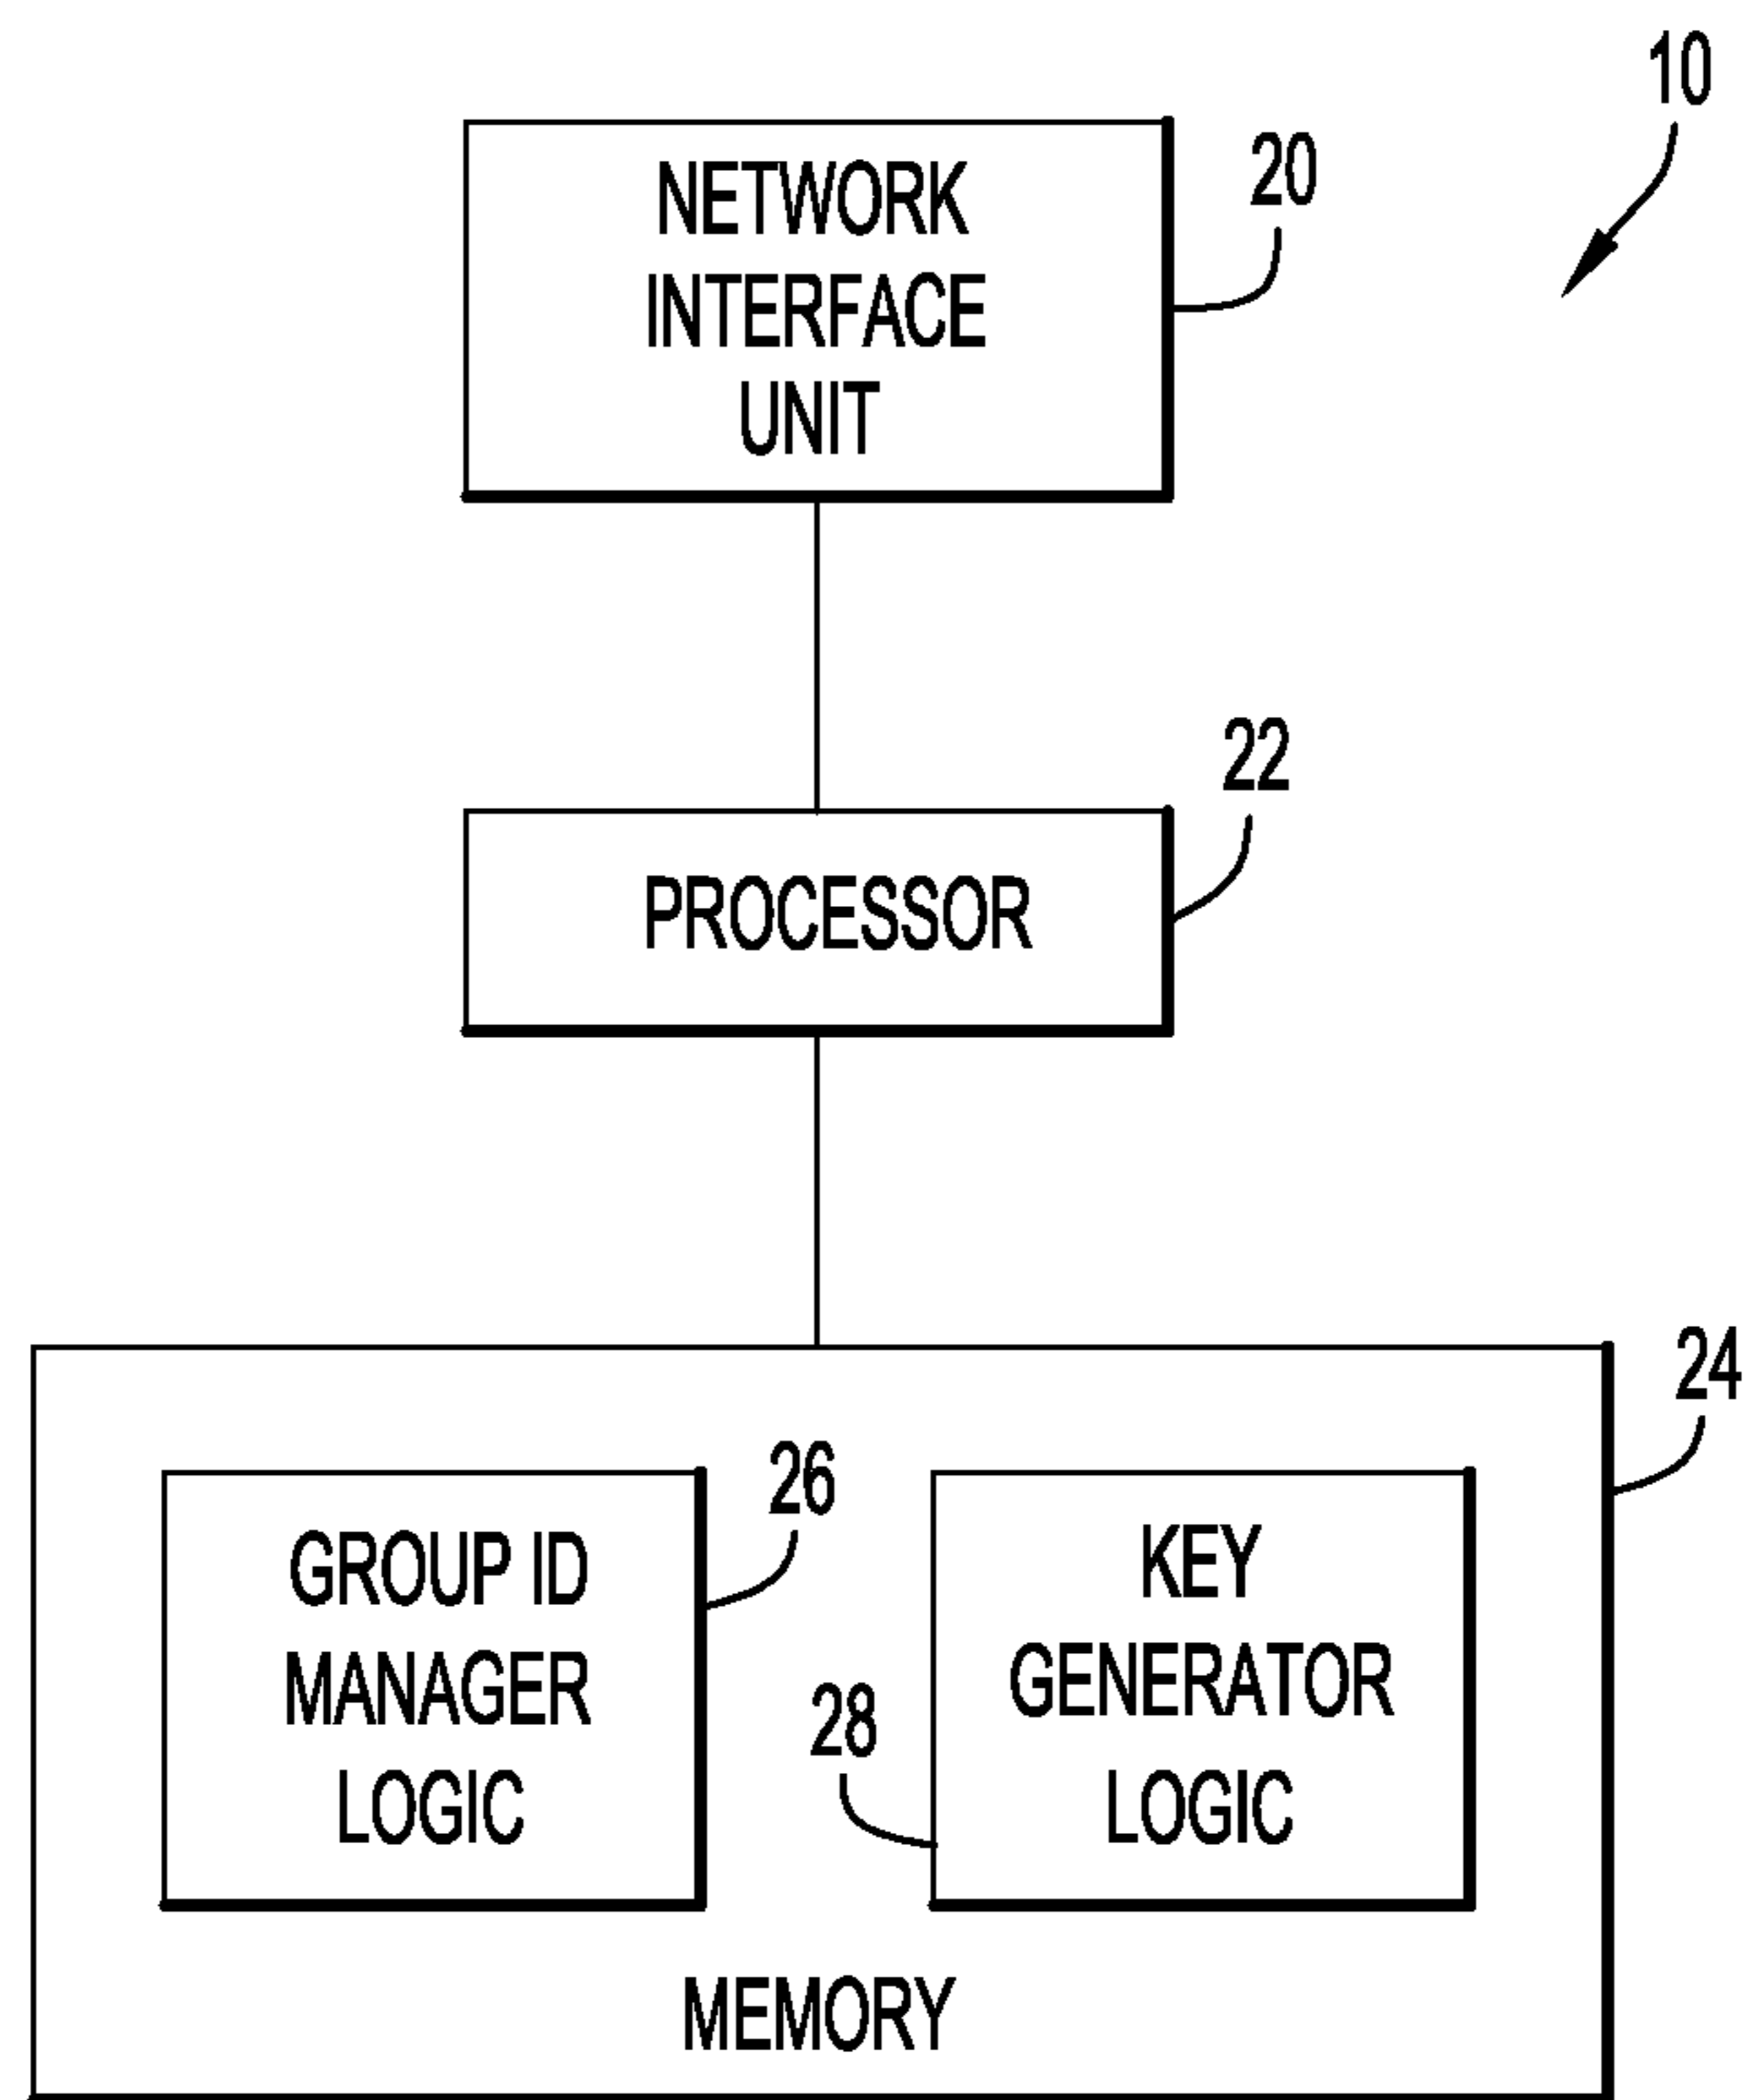 10
20
NETWORK
INTERFACE
UNIT
22
PROCESSOR
24
26
GROUP ID
MANAGER
LOGIC
28
KEY
GENERATOR
LOGIC
MEMORY